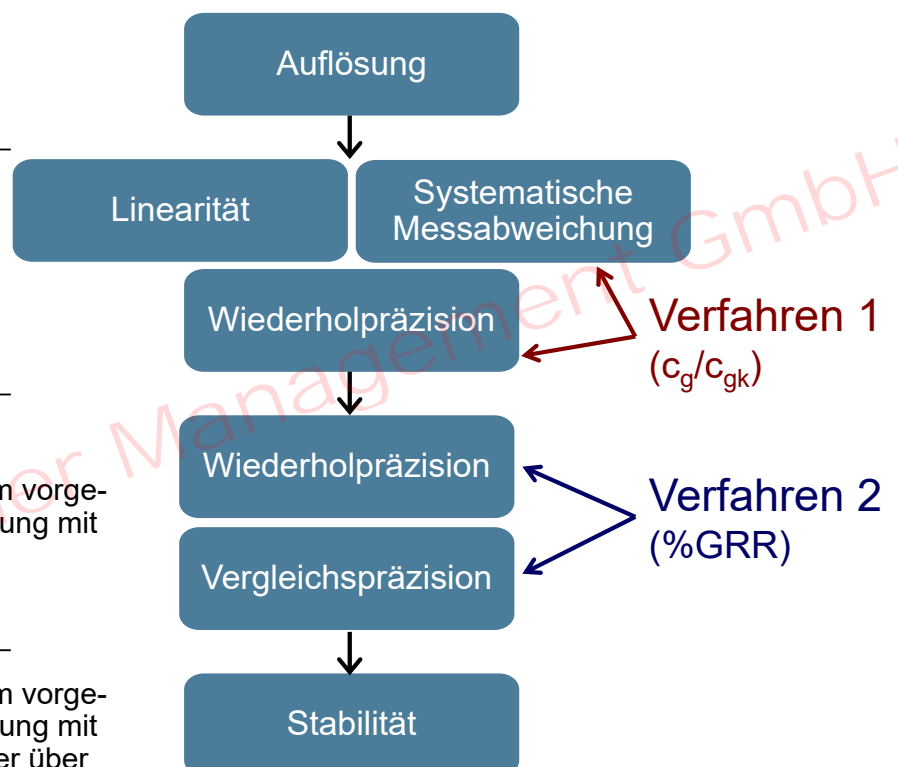 Auflösung
Linearität
Systematische
Messabweichung
Wiederholpräzision
Verfahren 1
(cg/cgk)
Wiederholpräzision
m vorge-
ung mit
Verfahren 2
(%GRR)
Vergleichspräzision
m vorge-
ung mit
er über
Stabilität
er Management GmbH